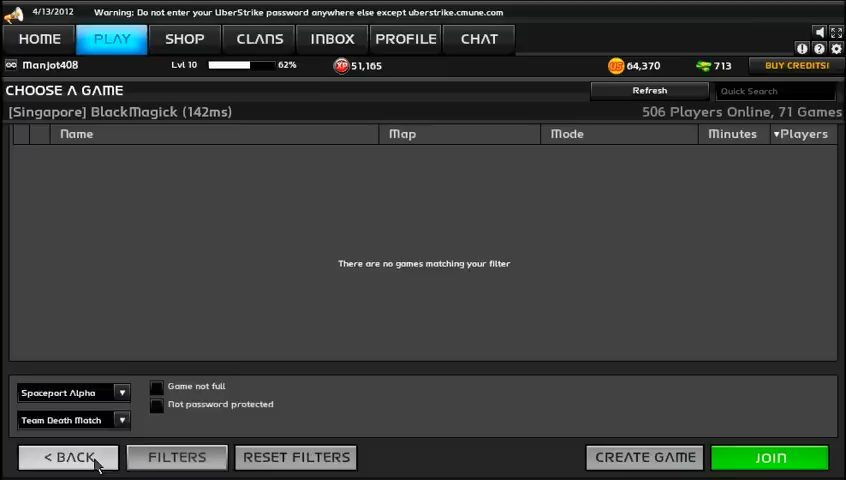 4/13/2012 Warning: Do not enter your UberStrike password anywhere else except uberstrike.cmune.com
HOME PLAY SHOP CLANS INBOX PROFILE CHAT
Manjot408 Lvl 10 62% XP 51,165 US 64,370 713 BUY CREDITS!
CHOOSE A GAME Refresh Quick Search
[Singapore] BlackMagick (142ms) 506 Players Online, 71 Games
Name Map Mode Minutes ▾Players
There are no games matching your filter
Spaceport Alpha ▼ Game not full
Not password protected
Team Death Match ▼
< BACK FILTERS RESET FILTERS CREATE GAME JOIN